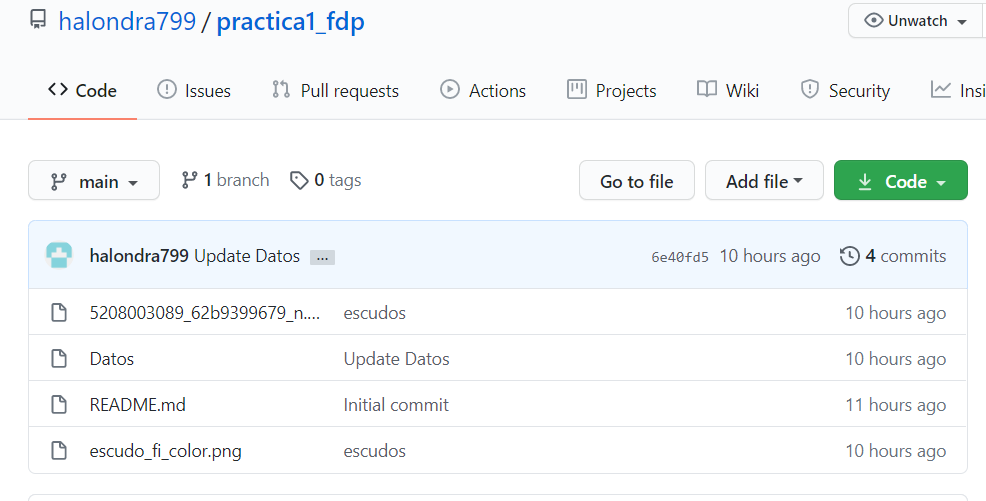 halondra799 / practica1_fdp
Unwatch
Code Issues Pull requests Actions Projects Wiki Security Insi
main 1 branch 0 tags Go to file Add file Code
halondra799 Update Datos ... 6e40fd5 10 hours ago 4 commits
5208003089_62b9399679_n.... escudos 10 hours ago
Datos Update Datos 10 hours ago
README.md Initial commit 11 hours ago
escudo_fi_color.png escudos 10 hours ago